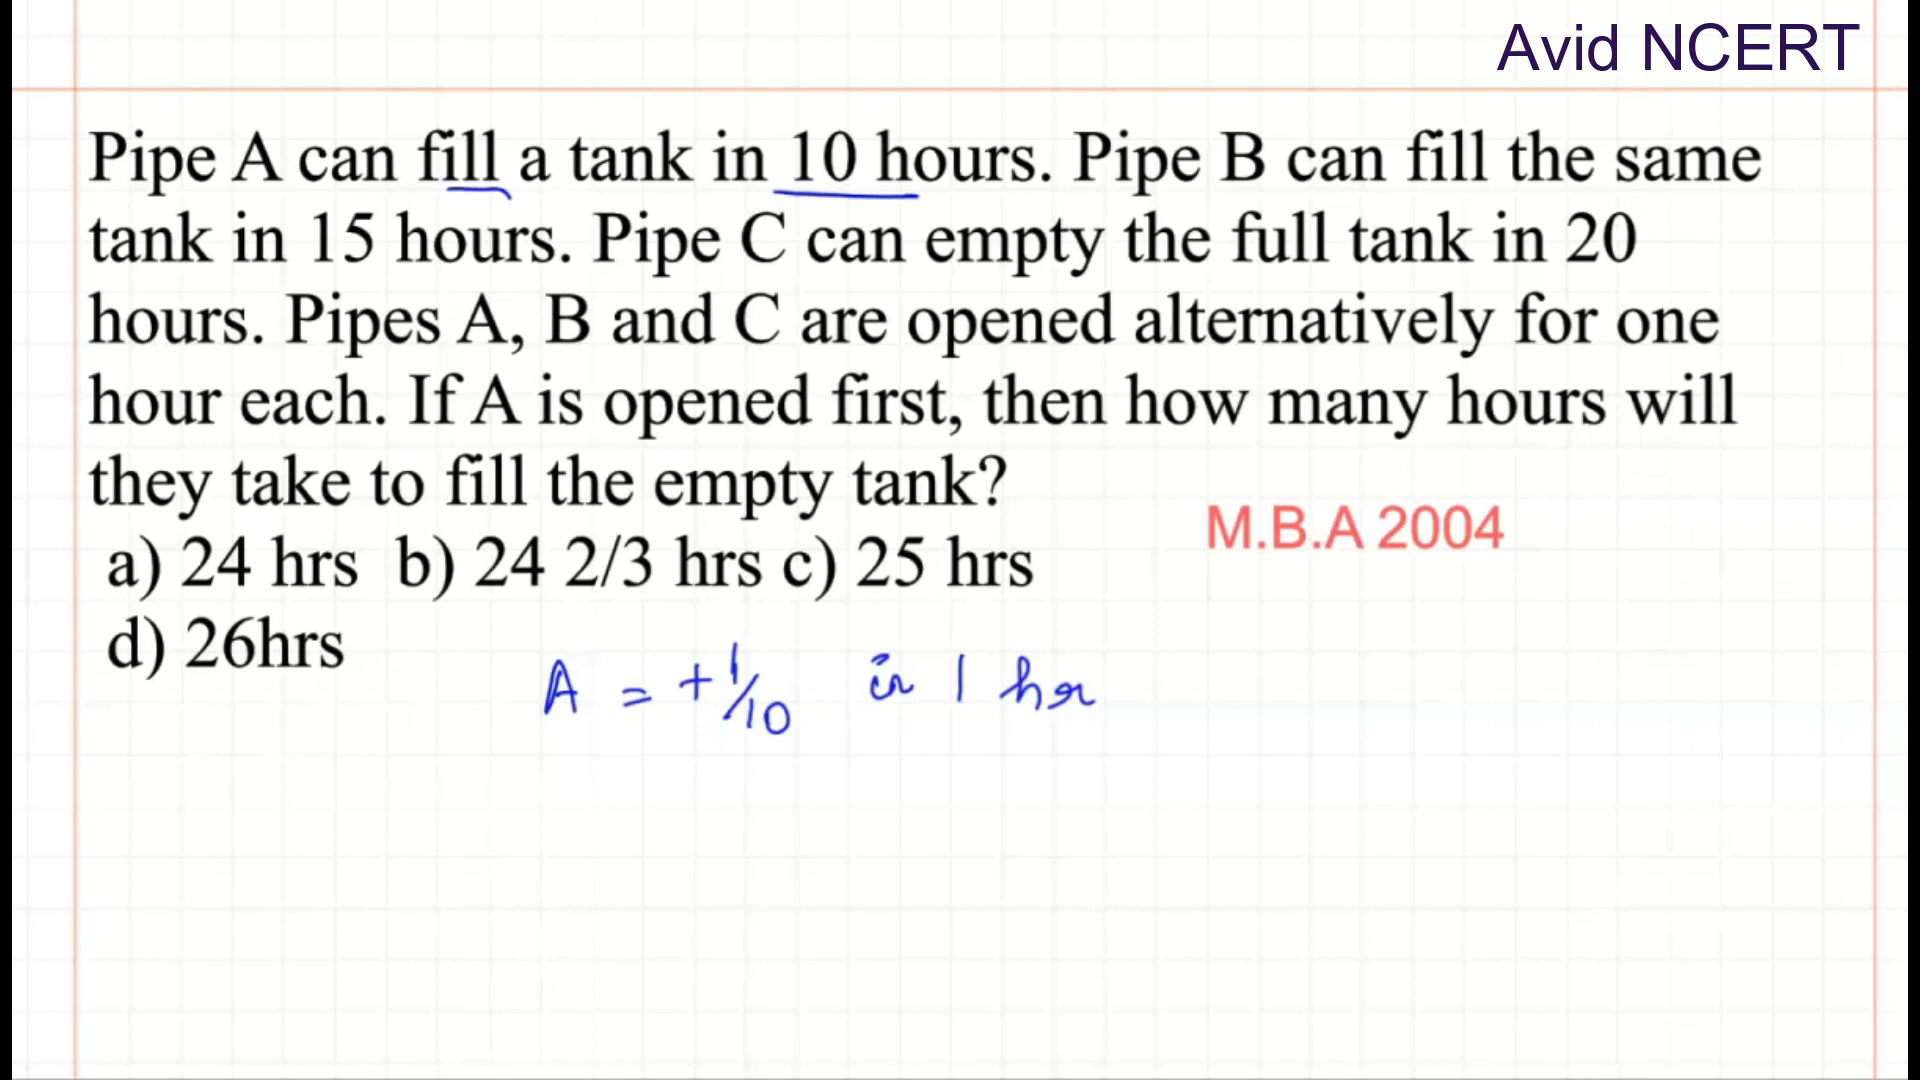 Avid NCERT
Pipe A can fill a tank in 10 hours. Pipe B can fill the same
tank in 15 hours. Pipe C can empty the full tank in 20
hours. Pipes A, B and C are opened alternatively for one
hour each. If A is opened first, then how many hours will
they take to fill the empty tank?
M.B.A 2004
a) 24 hrs b) 24 2/3 hrs c) 25 hrs
d) 26hrs
A = +1/10 in 1 hr